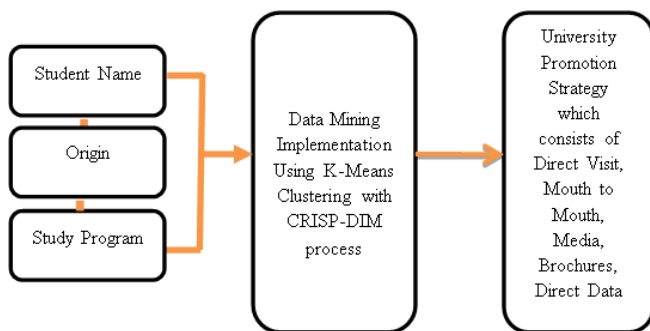 Student Name
Origin
Study Program
Data Mining
Implementation
Using K-Means
Clustering with
CRISP-DIM
process
University
Promotion
Strategy
which
consists of
Direct Visit,
Mouth to
Mouth,
Media,
Brochures,
Direct Data